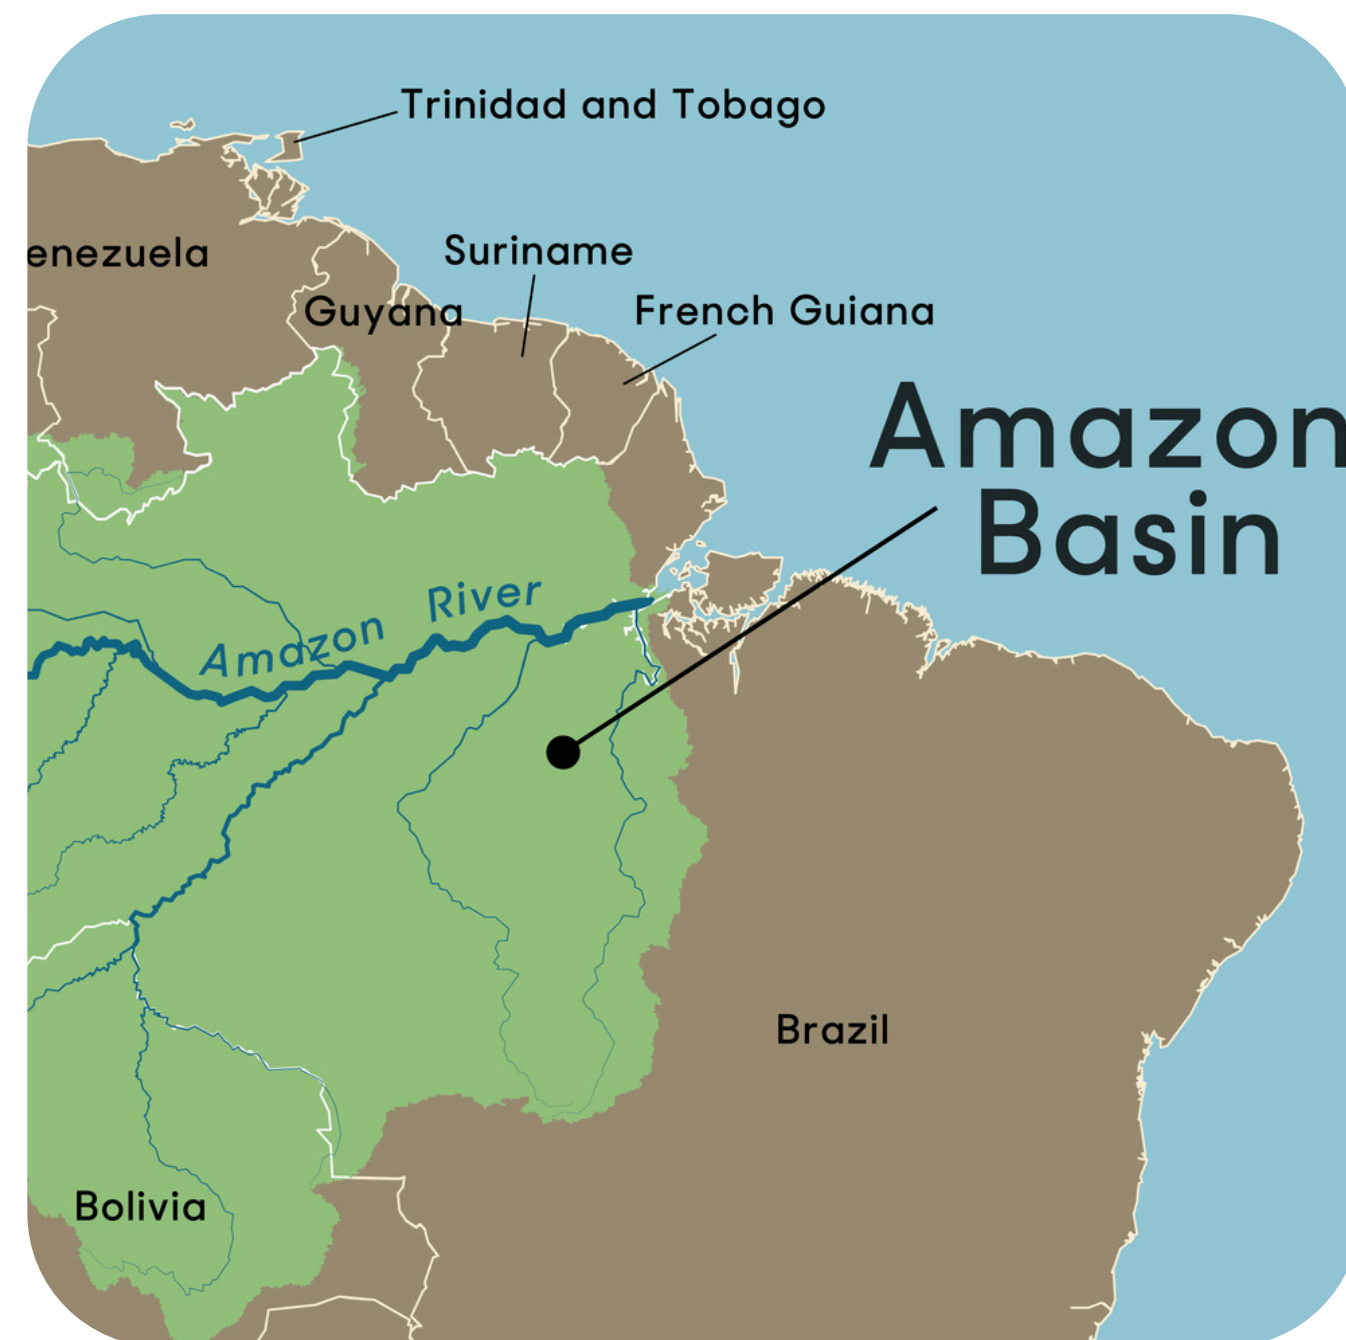 Trinidad and Tobago
enezuela
Suriname
Guyana
French Guiana
Amazon
Basin
Amazon River
Brazil
Bolivia